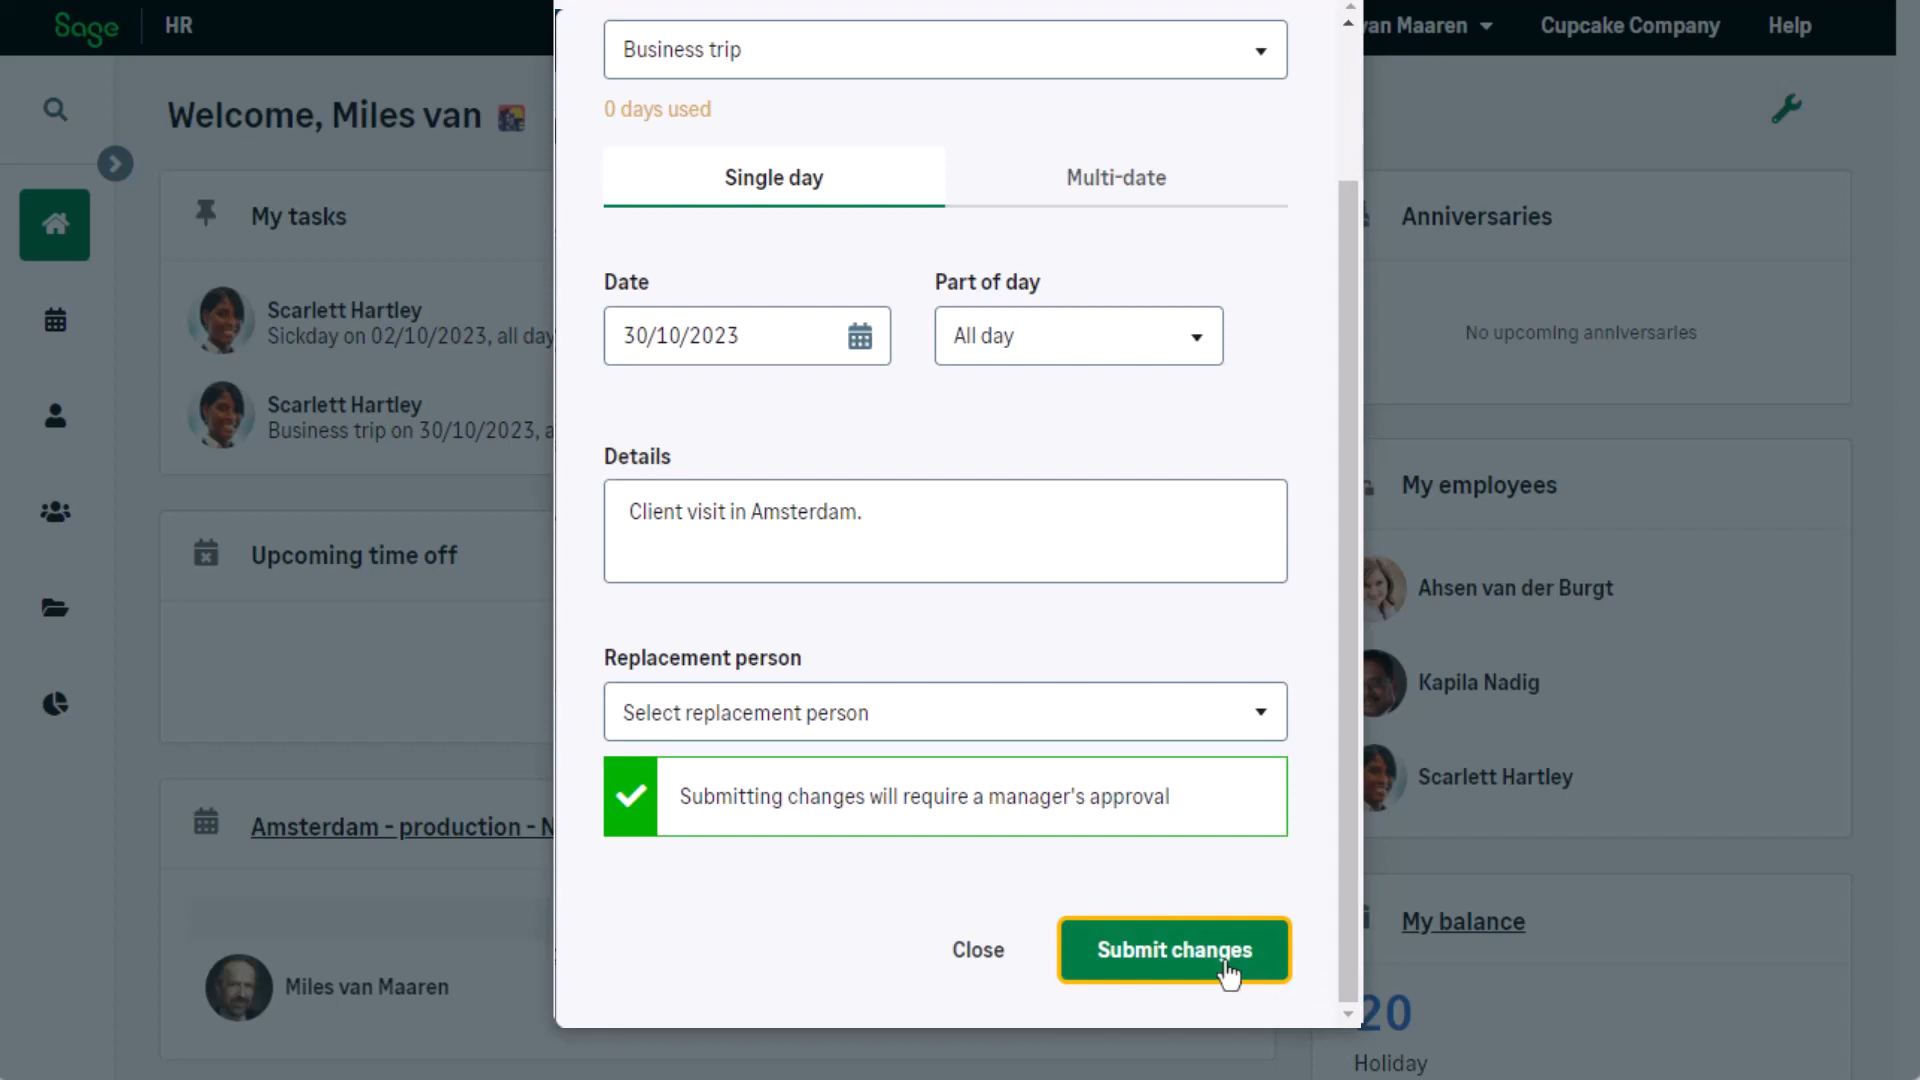 Sage
HR
van Maaren
Cupcake Company
Help
Welcome, Miles van
My tasks
Scarlett Hartley
Sickday on 02/10/2023, all day
Scarlett Hartley
Business trip on 30/10/2023, a
Upcoming time off
Amsterdam - production - N
Miles van Maaren
Business trip
0 days used
Single day
Multi-date
Date
Part of day
30/10/2023
All day
Details
Client visit in Amsterdam.
Replacement person
Select replacement person
Submitting changes will require a manager's approval
Close
Submit changes
Anniversaries
No upcoming anniversaries
My employees
Ahsen van der Burgt
Kapila Nadig
Scarlett Hartley
My balance
20
Holiday